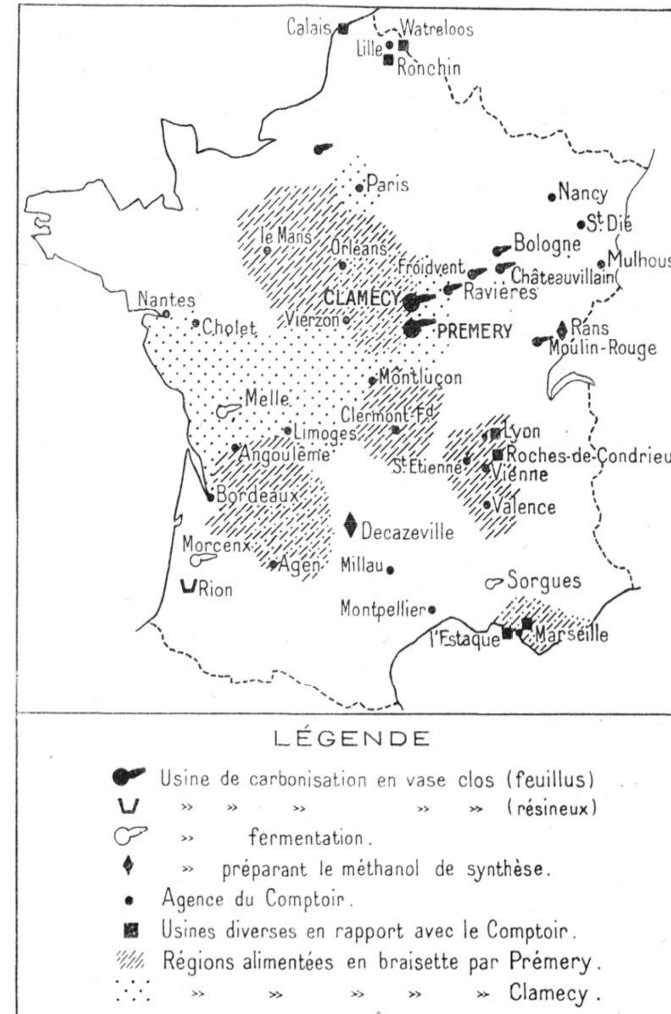 Calais
Watreloos
Lille
Ronchin
Paris
Nancy
St Dié
le Mans
Orléans
Bologne
Mulhous
Froidvent
Châteauvillain
CLAMECY
Ravières
Nantes
Cholet
Vierzon
PREMERY
Râns
Moulin-Rouge
Montluçon
Melle
Clermont-Fd
Limoges
Lyon
Angoulême
Roches-de-Condrieu
St Etienne
Vienne
Bordeaux
Valence
Decazeville
Morcenx
Agen
Millau
Sorgues
Rion
Montpellier
l'Estaque
Marseille
LÉGENDE
Usine de carbonisation en vase clos (feuillus)
» » » » » (résineux)
» fermentation.
» préparant le méthanol de synthèse.
Agence du Comptoir.
Usines diverses en rapport avec le Comptoir.
Régions alimentées en braisette par Prémery.
» » » » » Clamecy.